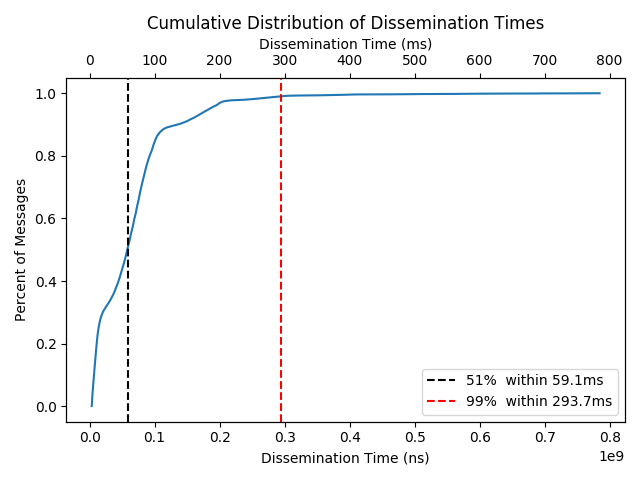 Cumulative Distribution of Dissemination Times
Dissemination Time (ms)
0 100 200 300 400 500 600 700 800
Percent of Messages
1.0
0.8
0.6
0.4
0.2
0.0
51%  within 59.1ms
99%  within 293.7ms
0.0 0.1 0.2 0.3 0.4 0.5 0.6 0.7 0.8
1e9
Dissemination Time (ns)